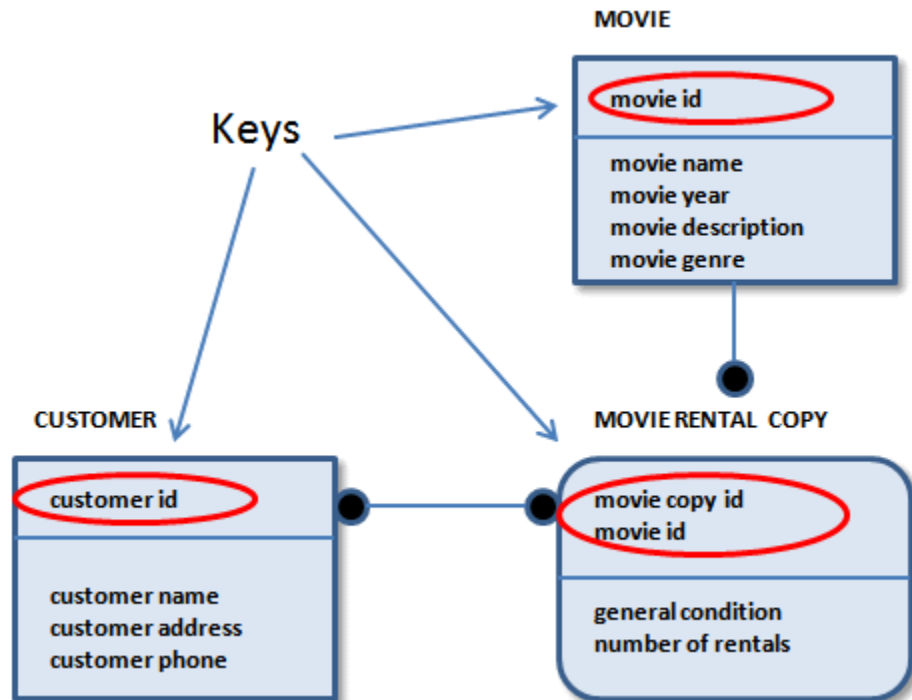 MOVIE
movie id
Keys
movie name
movie year
movie description
movie genre
CUSTOMER
MOVIE RENTAL COPY
customer id
movie copy id
movie id
customer name
customer address
customer phone
general condition
number of rentals